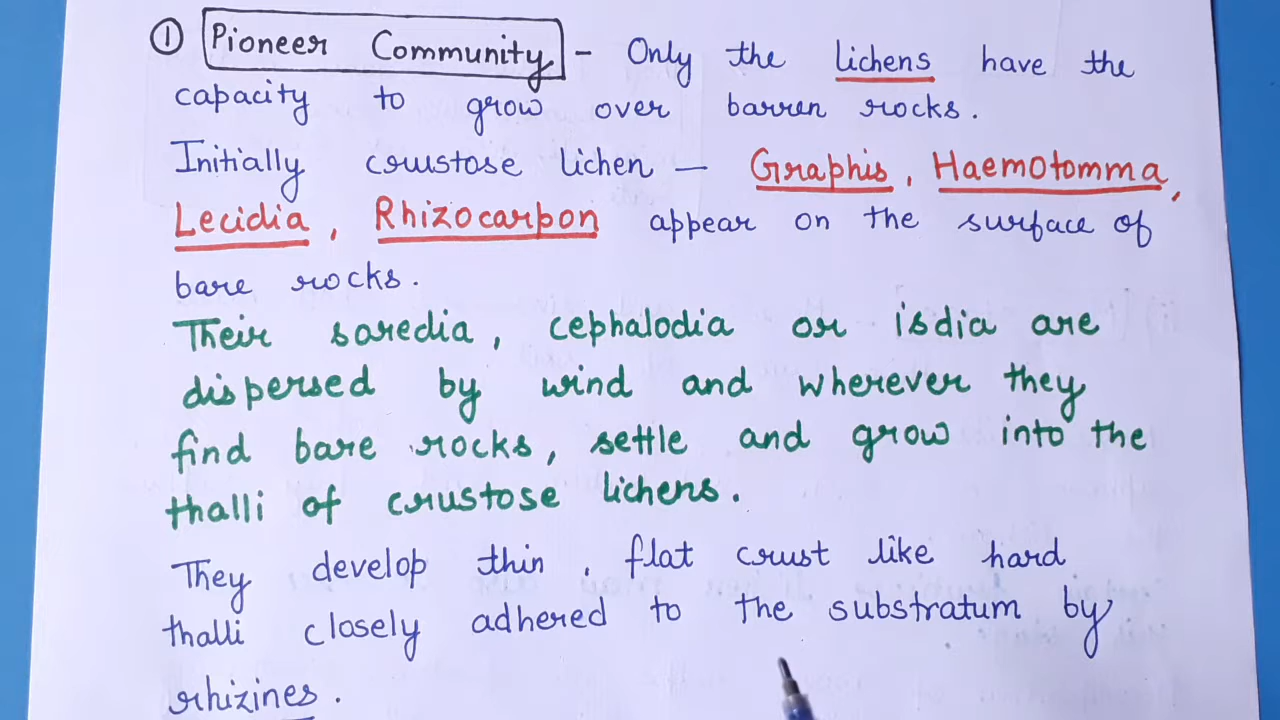 ① Pioneer Community - Only the lichens have the
capacity to grow over barren rocks.
Initially crustose lichen — Graphis, Haemotomma,
Lecidia, Rhizocarpon appear on the surface of
bare rocks.
Their soredia, cephalodia or isdia are
dispersed by wind and wherever they
find bare rocks, settle and grow into the
thalli of crustose lichens.
They develop thin, flat crust like hard
thalli closely adhered to the substratum by
rhizines.